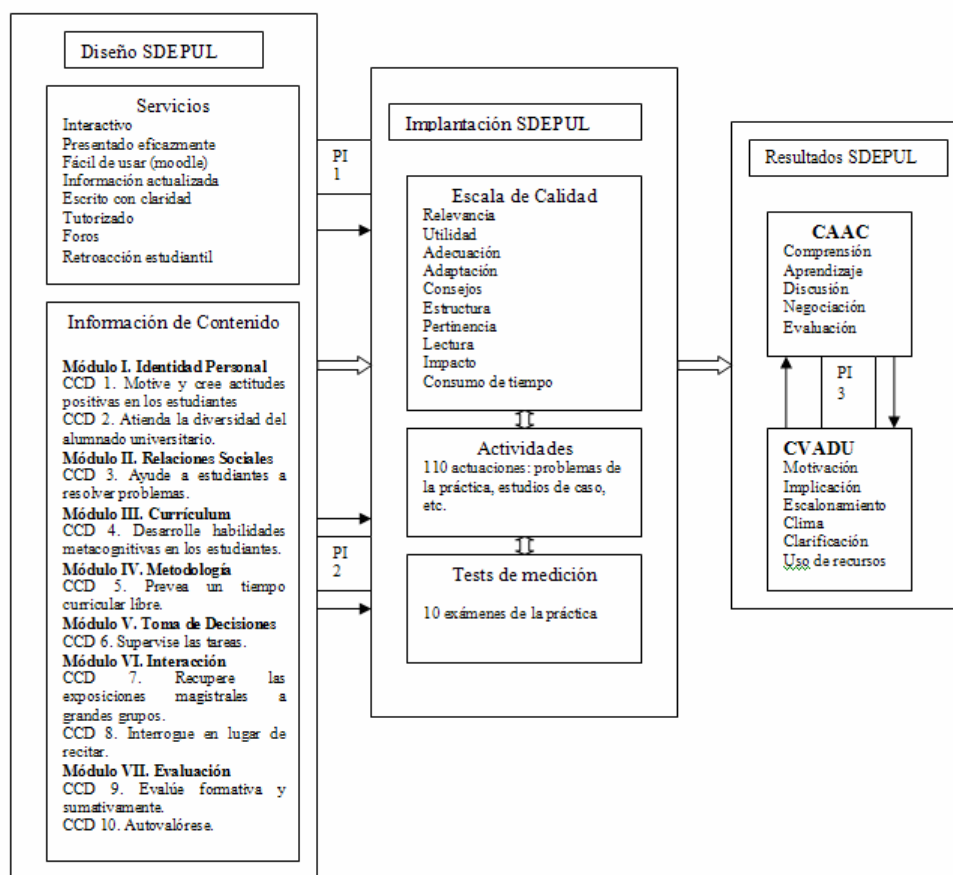 Diseño SDEPUL
Servicios
Interactivo
Presentado eficazmente
Fácil de usar (moodle)
Información actualizada
Escrito con claridad
Tutorizado
Foros
Retroacción estudiantil
Información de Contenido
Módulo I. Identidad Personal
CCD 1. Motive y cree actitudes
positivas en los estudiantes
CCD 2. Atienda la diversidad del
alumnado universitario.
Módulo II. Relaciones Sociales
CCD 3. Ayude a estudiantes a
resolver problemas.
Módulo III. Currículum
CCD 4. Desarrolle habilidades
metacognitivas en los estudiantes.
Módulo IV. Metodología
CCD 5. Prevea un tiempo
curricular libre.
Módulo V. Toma de Decisiones
CCD 6. Supervise las tareas.
Módulo VI. Interacción
CCD 7. Recupere las
exposiciones magistrales a
grandes grupos.
CCD 8. Interrogue en lugar de
recitar.
Módulo VII. Evaluación
CCD 9. Evalúe formativa y
sumativamente.
CCD 10. Autovalórese.
PI
1
PI
2
Implantación SDEPUL
Escala de Calidad
Relevancia
Utilidad
Adecuación
Adaptación
Consejos
Estructura
Pertinencia
Lectura
Impacto
Consumo de tiempo
Actividades
110 actuaciones: problemas de
la práctica, estudios de caso,
etc.
Tests de medición
10 exámenes de la práctica
Resultados SDEPUL
CAAC
Comprensión
Aprendizaje
Discusión
Negociación
Evaluación
PI
3
CVADU
Motivación
Implicación
Escalonamiento
Clima
Clarificación
Uso de recursos